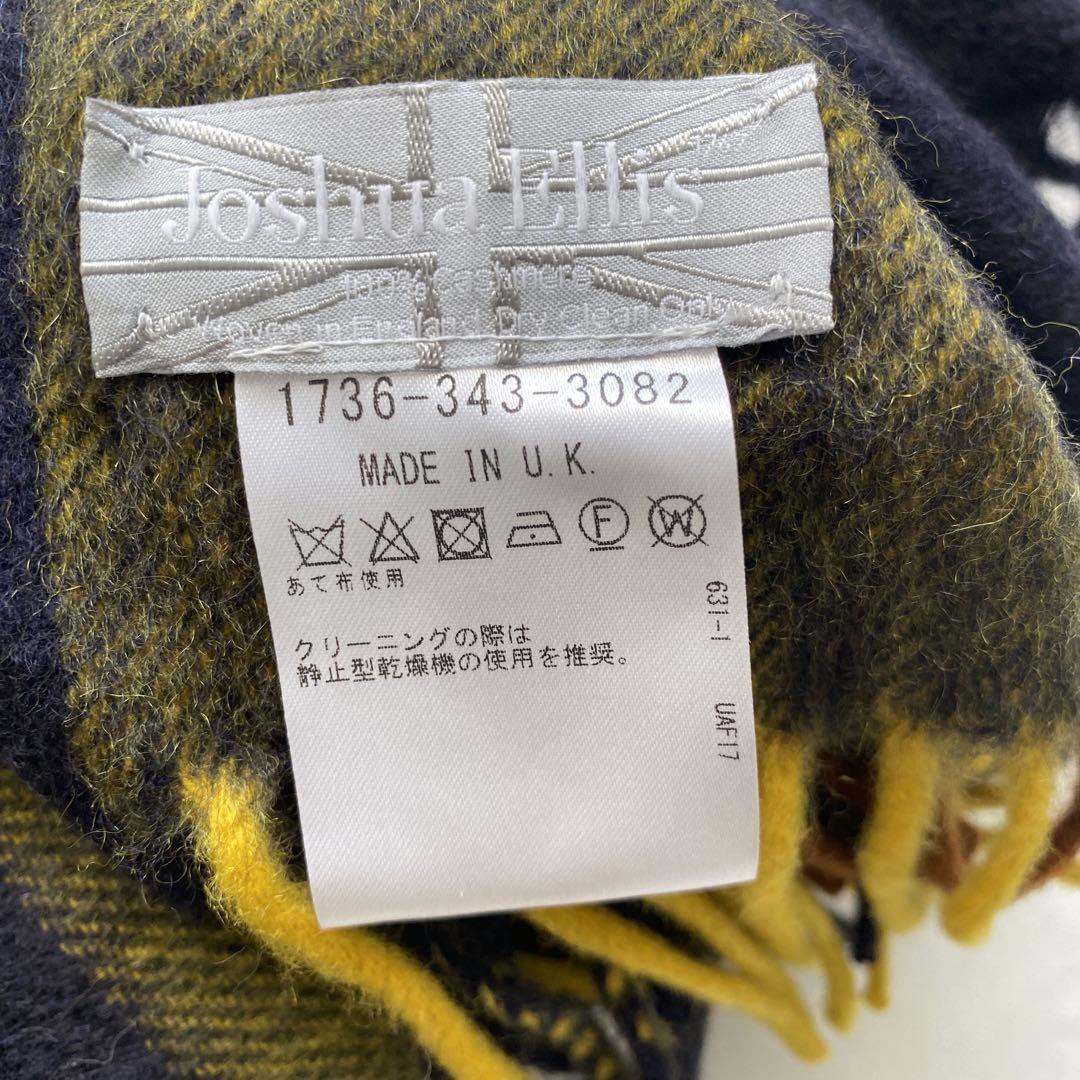 Joshua Ellis
1767
100% Cashmere
Woven in England Dry Clean Only
1736-343-3082
MADE IN U.K.
F W
あて布使用
クリーニングの際は
静止型乾燥機の使用を推奨。
631-1
UAF17